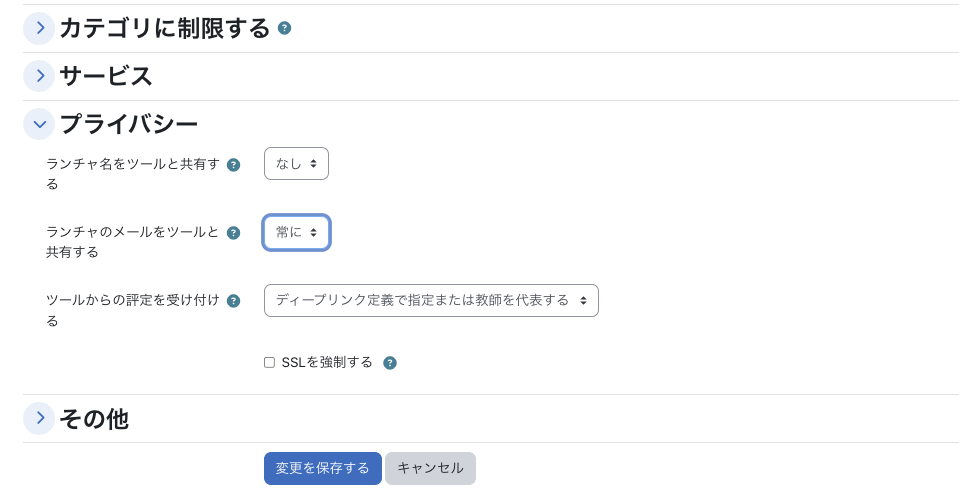 カテゴリに制限する ?
サービス
プライバシー
ランチャ名をツールと共有す ? なし
る
ランチャのメールをツールと ? 常に
共有する
ツールからの評定を受け付け ? ディープリンク定義で指定または教師を代表する
る
SSLを強制する ?
その他
変更を保存する キャンセル